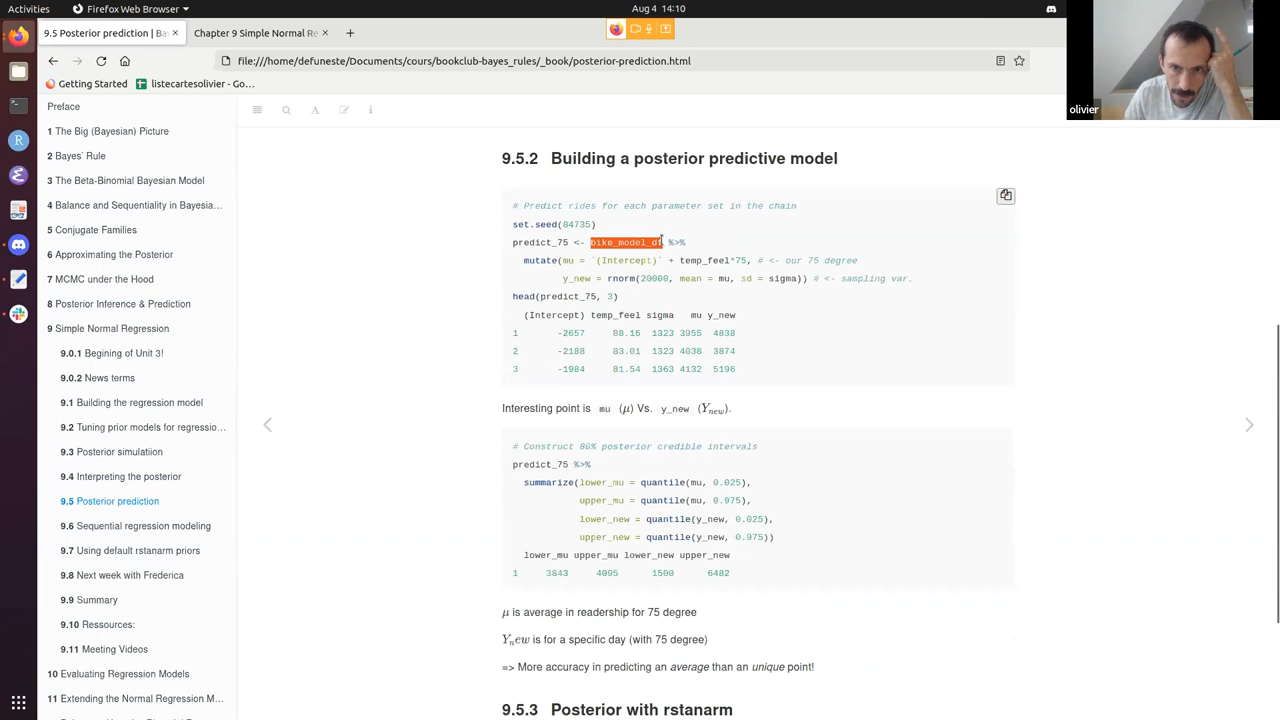 Activities
Firefox Web Browser
Aug 4 14:10
9.5 Posterior prediction | Ba
Chapter 9 Simple Normal Re
file:///home/defuneste/Documents/cours/bookclub-bayes_rules/_book/posterior-prediction.html
Getting Started
listecartesolivier - Go…
olivier
Preface
1 The Big (Bayesian) Picture
2 Bayes' Rule
3 The Beta-Binomial Bayesian Model
4 Balance and Sequentiality in Bayesia…
5 Conjugate Families
6 Approximating the Posterior
7 MCMC under the Hood
8 Posterior Inference & Prediction
9 Simple Normal Regression
9.0.1 Begining of Unit 3!
9.0.2 News terms
9.1 Building the regression model
9.2 Tuning prior models for regressio…
9.3 Posterior simulatiion
9.4 Interpreting the posterior
9.5 Posterior prediction
9.6 Sequential regression modeling
9.7 Using default rstanarm priors
9.8 Next week with Frederica
9.9 Summary
9.10 Ressources:
9.11 Meeting Videos
10 Evaluating Regression Models
11 Extending the Normal Regression M…
9.5.2 Building a posterior predictive model
# Predict rides for each parameter set in the chain
set.seed(84735)
predict_75 <- bike_model_df %>%
mutate(mu = `(Intercept)` + temp_feel*75, # <- our 75 degree
y_new = rnorm(20000, mean = mu, sd = sigma)) # <- sampling var.
head(predict_75, 3)
(Intercept) temp_feel sigma mu y_new
1 -2657 88.16 1323 3955 4838
2 -2188 83.01 1323 4038 3874
3 -1984 81.54 1363 4132 5196
Interesting point is mu (μ) Vs. y_new (Y_new).
# Construct 80% posterior credible intervals
predict_75 %>%
summarize(lower_mu = quantile(mu, 0.025),
upper_mu = quantile(mu, 0.975),
lower_new = quantile(y_new, 0.025),
upper_new = quantile(y_new, 0.975))
lower_mu upper_mu lower_new upper_new
1 3843 4095 1500 6482
μ is average in readership for 75 degree
Y_new is for a specific day (with 75 degree)
=> More accuracy in predicting an average than an unique point!
9.5.3 Posterior with rstanarm